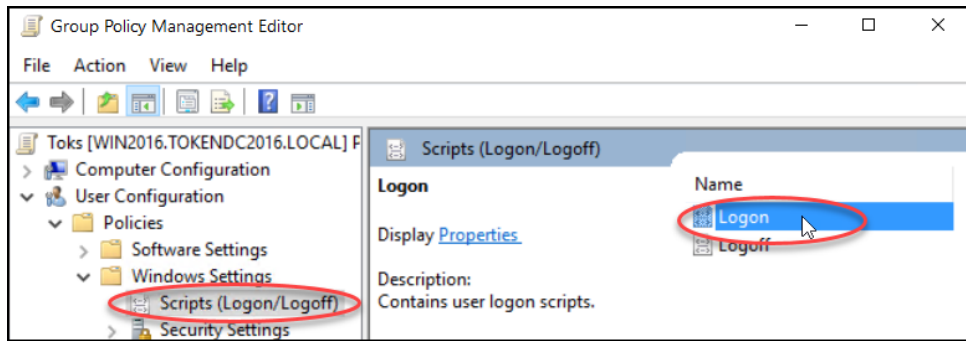 Group Policy Management Editor
File Action View Help
Toks [WIN2016.TOKENDC2016.LOCAL] P
Computer Configuration
User Configuration
Policies
Software Settings
Windows Settings
Scripts (Logon/Logoff)
Security Settings
Scripts (Logon/Logoff)
Logon
Display Properties
Description:
Contains user logon scripts.
Name
Logon
Logoff